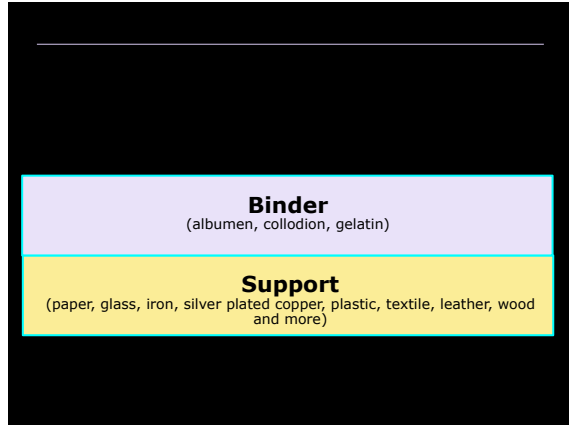 Binder
(albumen, collodion, gelatin)
Support
(paper, glass, iron, silver plated copper, plastic, textile, leather, wood
and more)